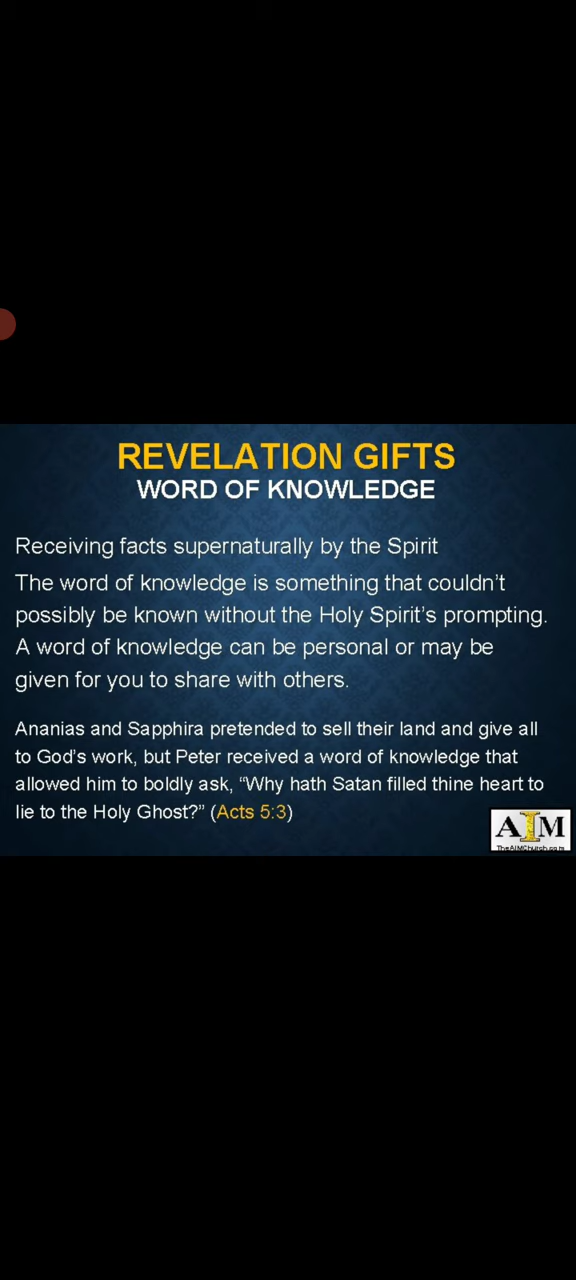 REVELATION GIFTS
WORD OF KNOWLEDGE
Receiving facts supernaturally by the Spirit
The word of knowledge is something that couldn't
possibly be known without the Holy Spirit's prompting.
A word of knowledge can be personal or may be
given for you to share with others.
Ananias and Sapphira pretended to sell their land and give all
to God's work, but Peter received a word of knowledge that
allowed him to boldly ask, “Why hath Satan filled thine heart to
lie to the Holy Ghost?” (Acts 5:3)
AIM